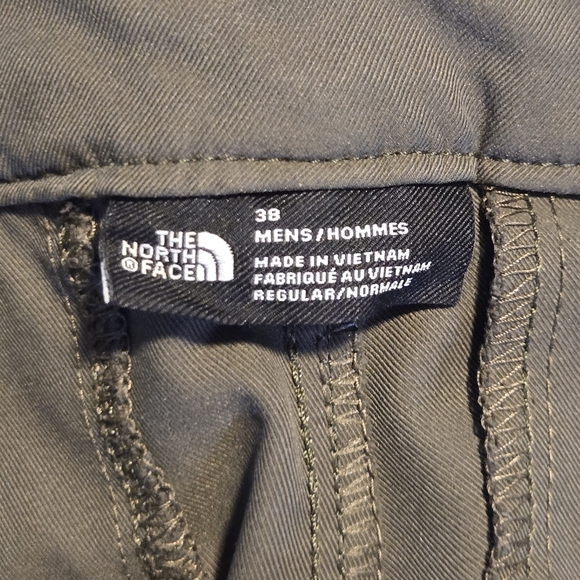 THE
NORTH
®FACE
38
MENS/HOMMES
MADE IN VIETNAM
FABRIQUÉ AU VIETNAM
REGULAR/NORMALE